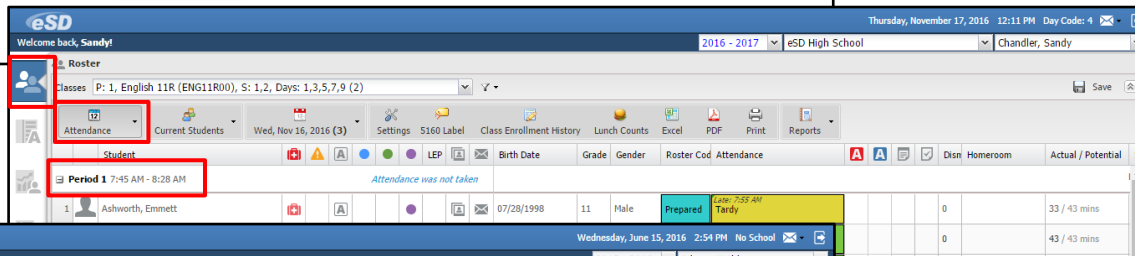 eSD Thursday, November 17, 2016 12:11 PM Day Code: 4
Welcome back, Sandy! 2016 - 2017 eSD High School Chandler, Sandy
Roster
Classes P: 1, English 11R (ENG11R00), S: 1,2, Days: 1,3,5,7,9 (2) Save
Attendance Current Students Wed, Nov 16, 2016 (3) Settings 5160 Label Class Enrollment History Lunch Counts Excel PDF Print Reports
Student A LEP Birth Date Grade Gender Roster Cod Attendance A A Dism Homeroom Actual / Potential
Period 1 7:45 AM - 8:28 AM Attendance was not taken
1 Ashworth, Emmett A 07/28/1998 11 Male Prepared Late: 7:55 AM
Tardy 0 33 / 43 mins
Wednesday, June 15, 2016 2:54 PM No School
0 43 / 43 mins